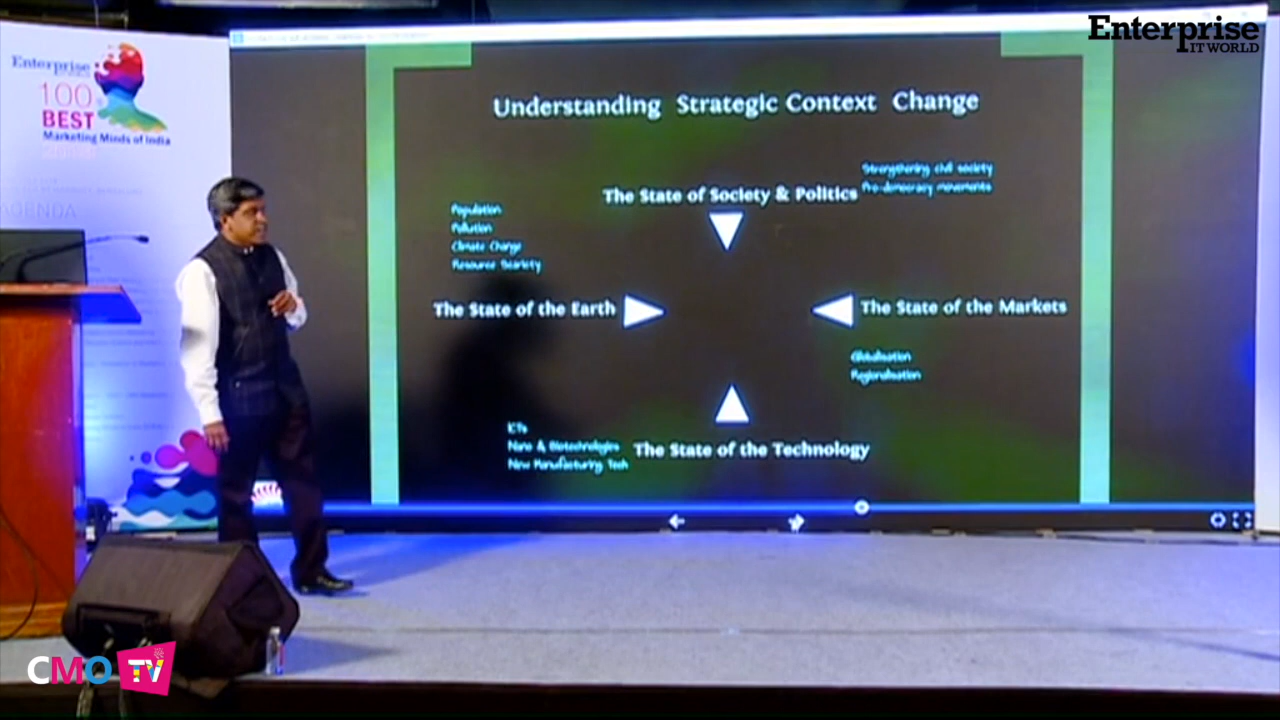 Enterprise
IT WORLD
Enterprise
100
BEST
Marketing Minds of India
AGENDA
Understanding Strategic Context Change
Strengthening civil society
Pro-democracy movements
The State of Society & Politics
Population
Pollution
Climate Change
Resource Scarcity
The State of the Earth
The State of the Markets
Globalisation
Regionalisation
ICTs
Nano & Biotechnologies
New Manufacturing Tech
The State of the Technology
CMO TV